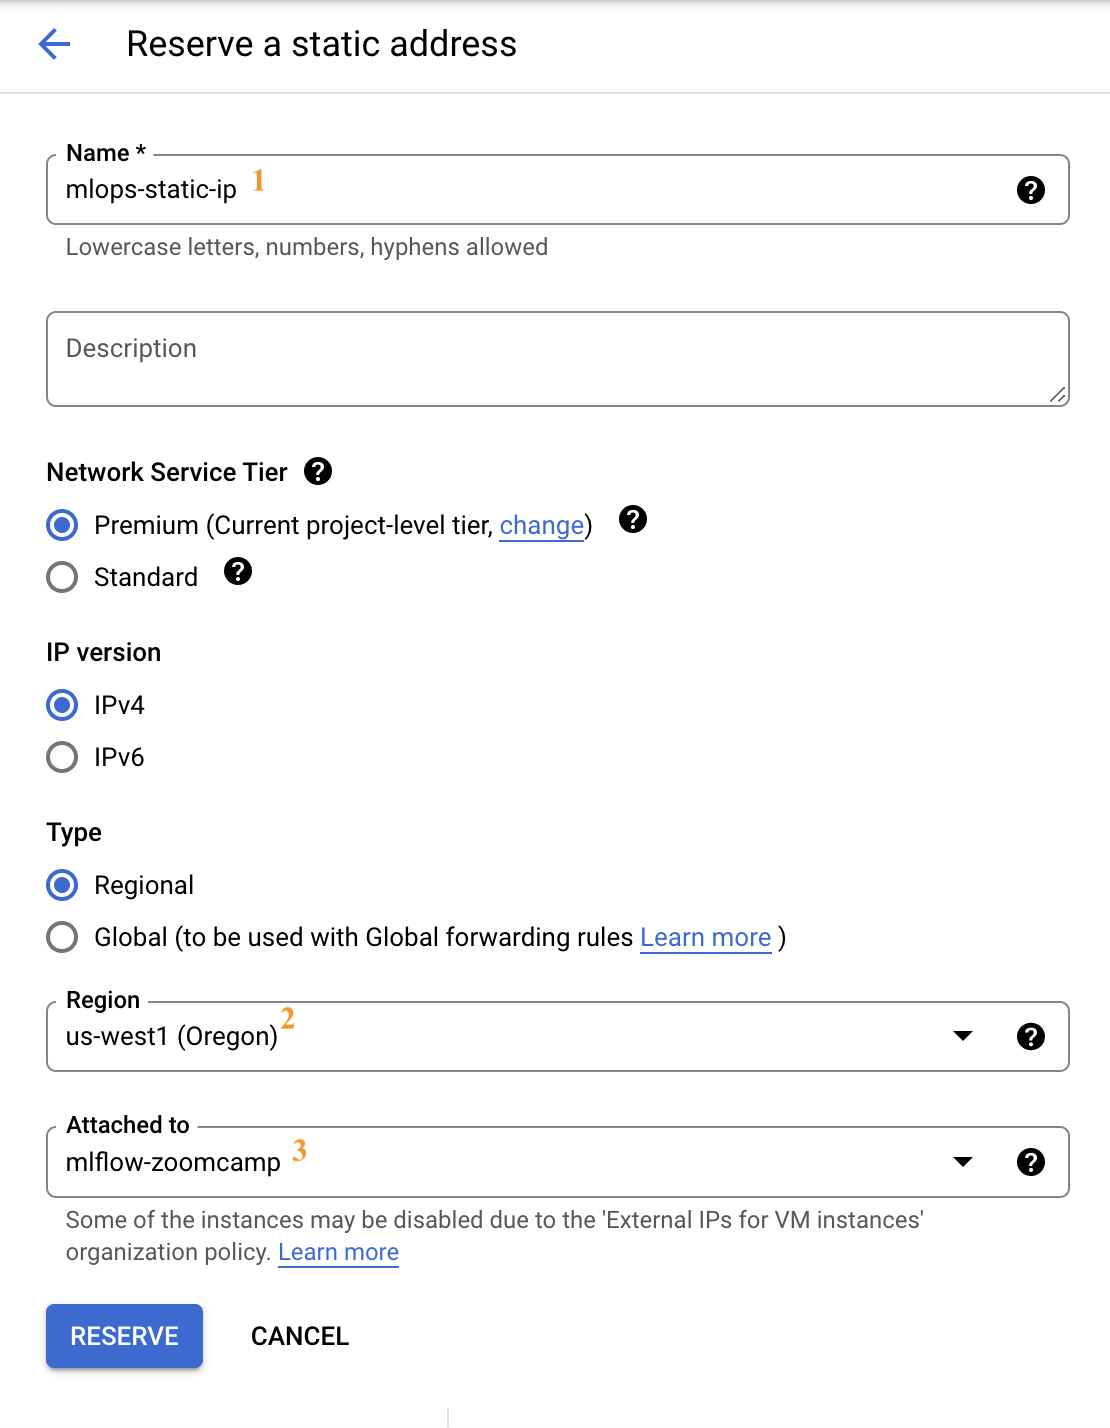 Reserve a static address
Name *
mlops-static-ip 1
Lowercase letters, numbers, hyphens allowed
Description
Network Service Tier
Premium (Current project-level tier, change)
Standard
IP version
IPv4
IPv6
Type
Regional
Global (to be used with Global forwarding rules Learn more )
Region
us-west1 (Oregon) 2
Attached to
mlflow-zoomcamp 3
Some of the instances may be disabled due to the 'External IPs for VM instances'
organization policy. Learn more
RESERVE CANCEL